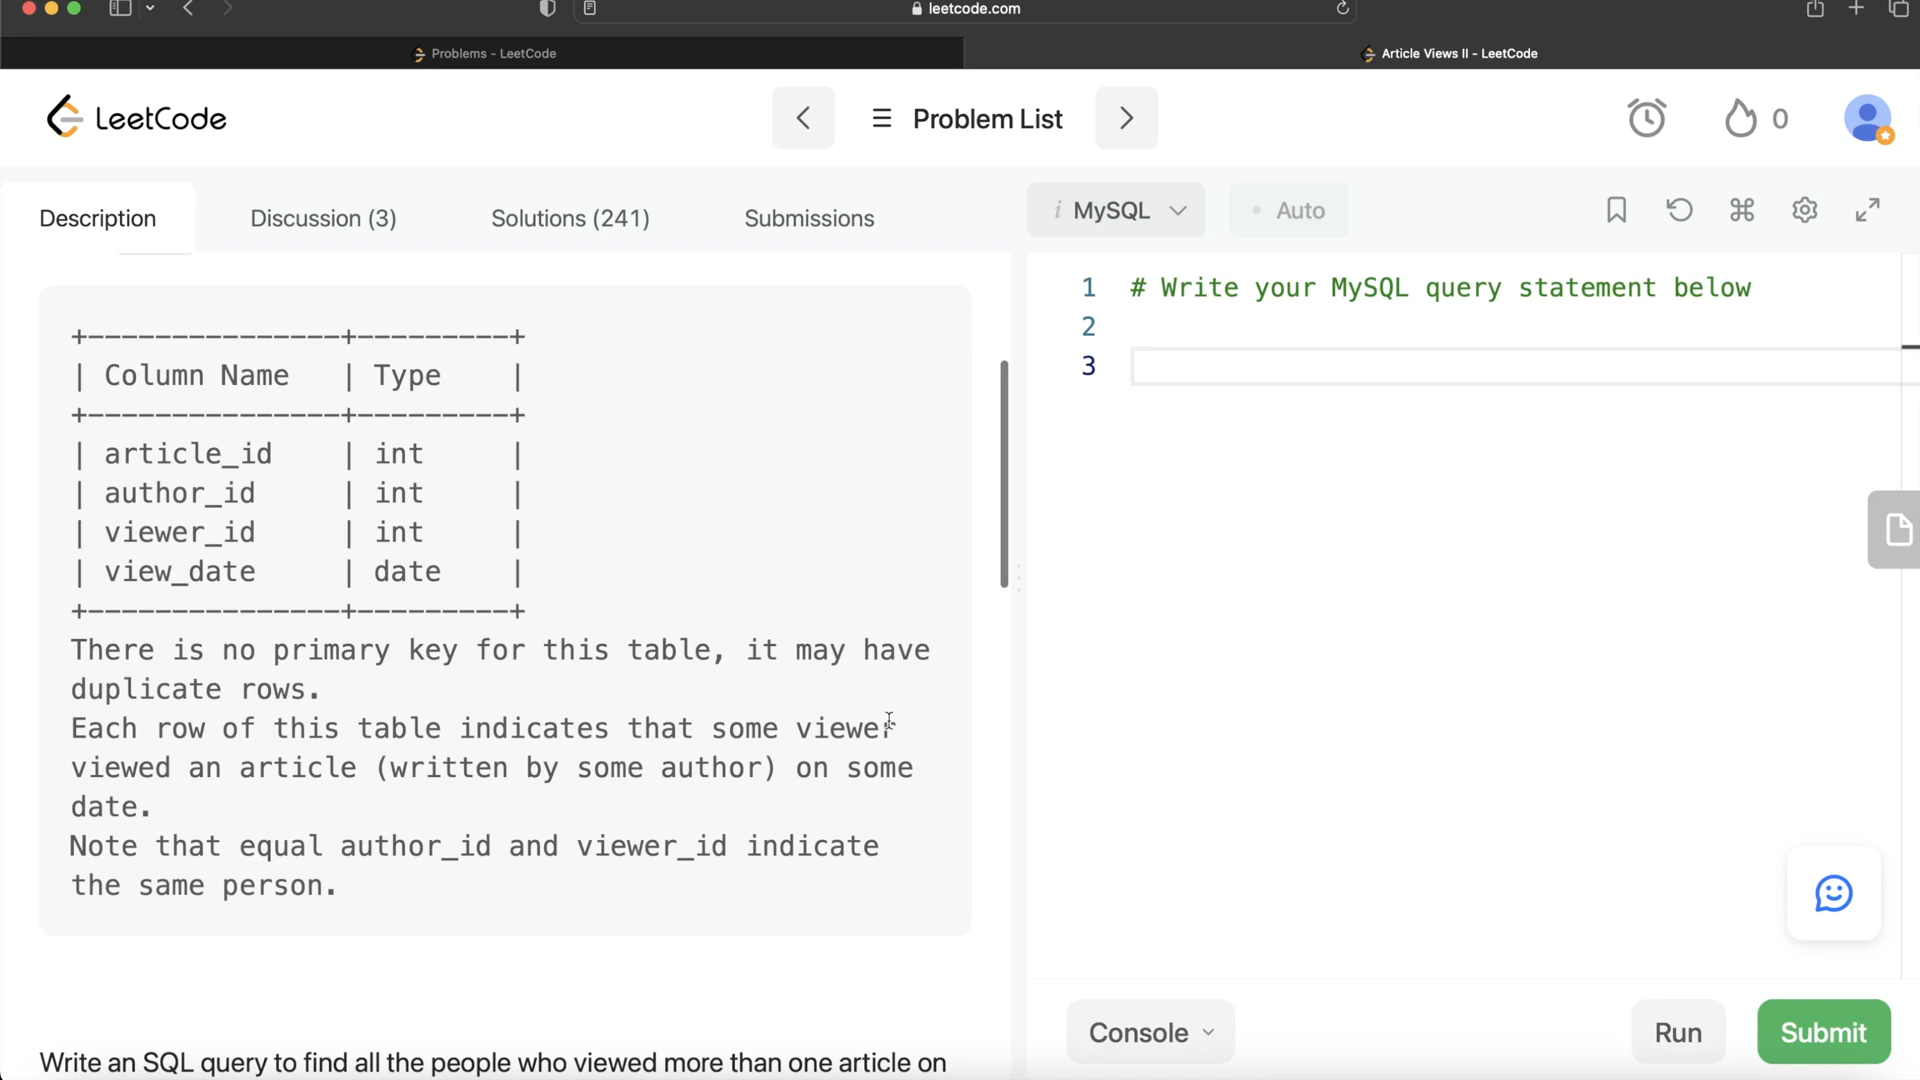 leetcode.com
Problems - LeetCode
Article Views II - LeetCode
LeetCode
Problem List
0
Description
Discussion (3)
Solutions (241)
Submissions
i MySQL
Auto
+---------------+---------+
| Column Name   | Type    |
+---------------+---------+
| article_id    | int     |
| author_id     | int     |
| viewer_id     | int     |
| view_date     | date    |
+---------------+---------+
There is no primary key for this table, it may have
duplicate rows.
Each row of this table indicates that some viewer
viewed an article (written by some author) on some
date.
Note that equal author_id and viewer_id indicate
the same person.
Write an SQL query to find all the people who viewed more than one article on
1 # Write your MySQL query statement below
2
3
Console
Run
Submit